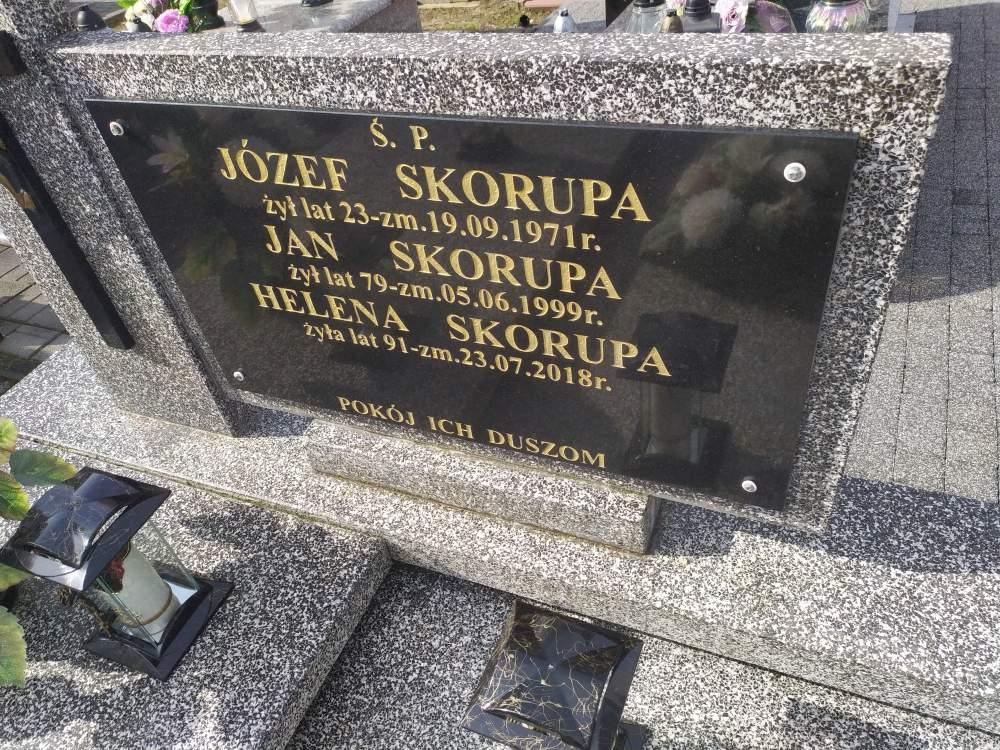 Ś. P.
JÓZEF SKORUPA
żył lat 23-zm.19.09.1971r.
JAN SKORUPA
żył lat 79-zm.05.06.1999r.
HELENA SKORUPA
żyła lat 91-zm.23.07.2018r.
POKÓJ ICH DUSZOM